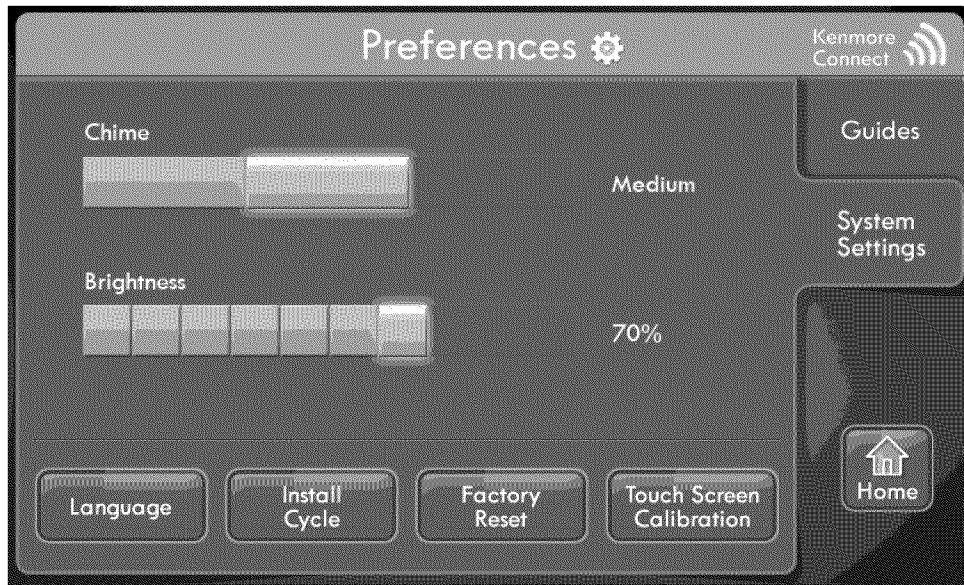 Preferences
Kenmore
Connect
Chime
Medium
Guides
System
Settings
Brightness
70%
Language
Install
Cycle
Factory
Reset
Touch Screen
Calibration
Home